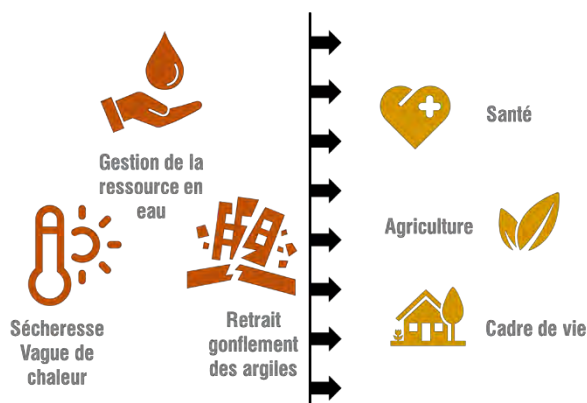 Gestion de la
ressource en
eau
Sécheresse
Vague de
chaleur
Retrait
gonflement
des argiles
Santé
Agriculture
Cadre de vie